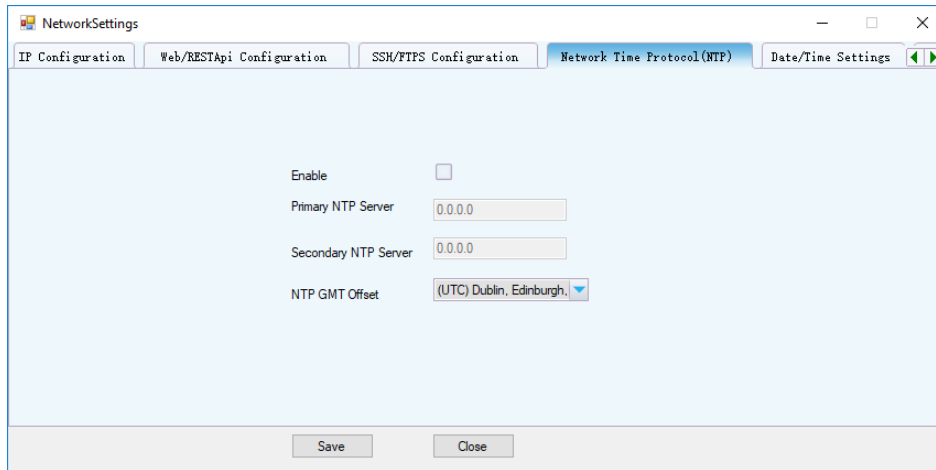 NetworkSettings
IP Configuration Web/RESTApi Configuration SSH/FTPS Configuration Network Time Protocol(NTP) Date/Time Settings
Enable
Primary NTP Server 0.0.0.0
Secondary NTP Server 0.0.0.0
NTP GMT Offset (UTC) Dublin, Edinburgh,
Save Close